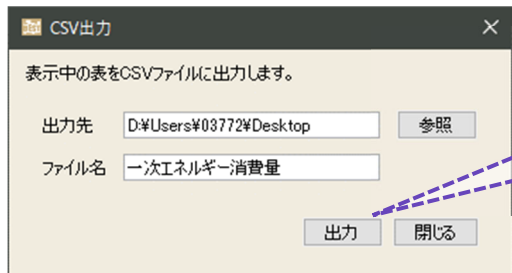 CSV出力
表示中の表をCSVファイルに出力します。
出力先 D:¥Users¥03772¥Desktop 参照
ファイル名 一次エネルギー消費量
出力 閉じる